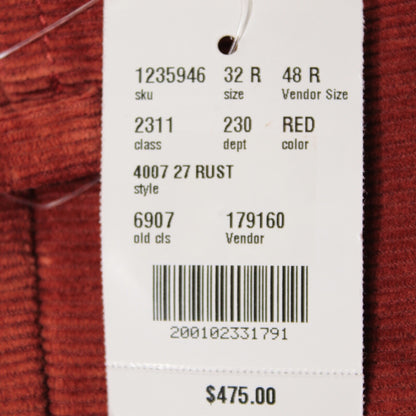 1235946 32 R 48 R
sku size Vendor Size
2311 230 RED
class dept color
4007 27 RUST
style
6907 179160
old cls Vendor
200102331791
$475.00